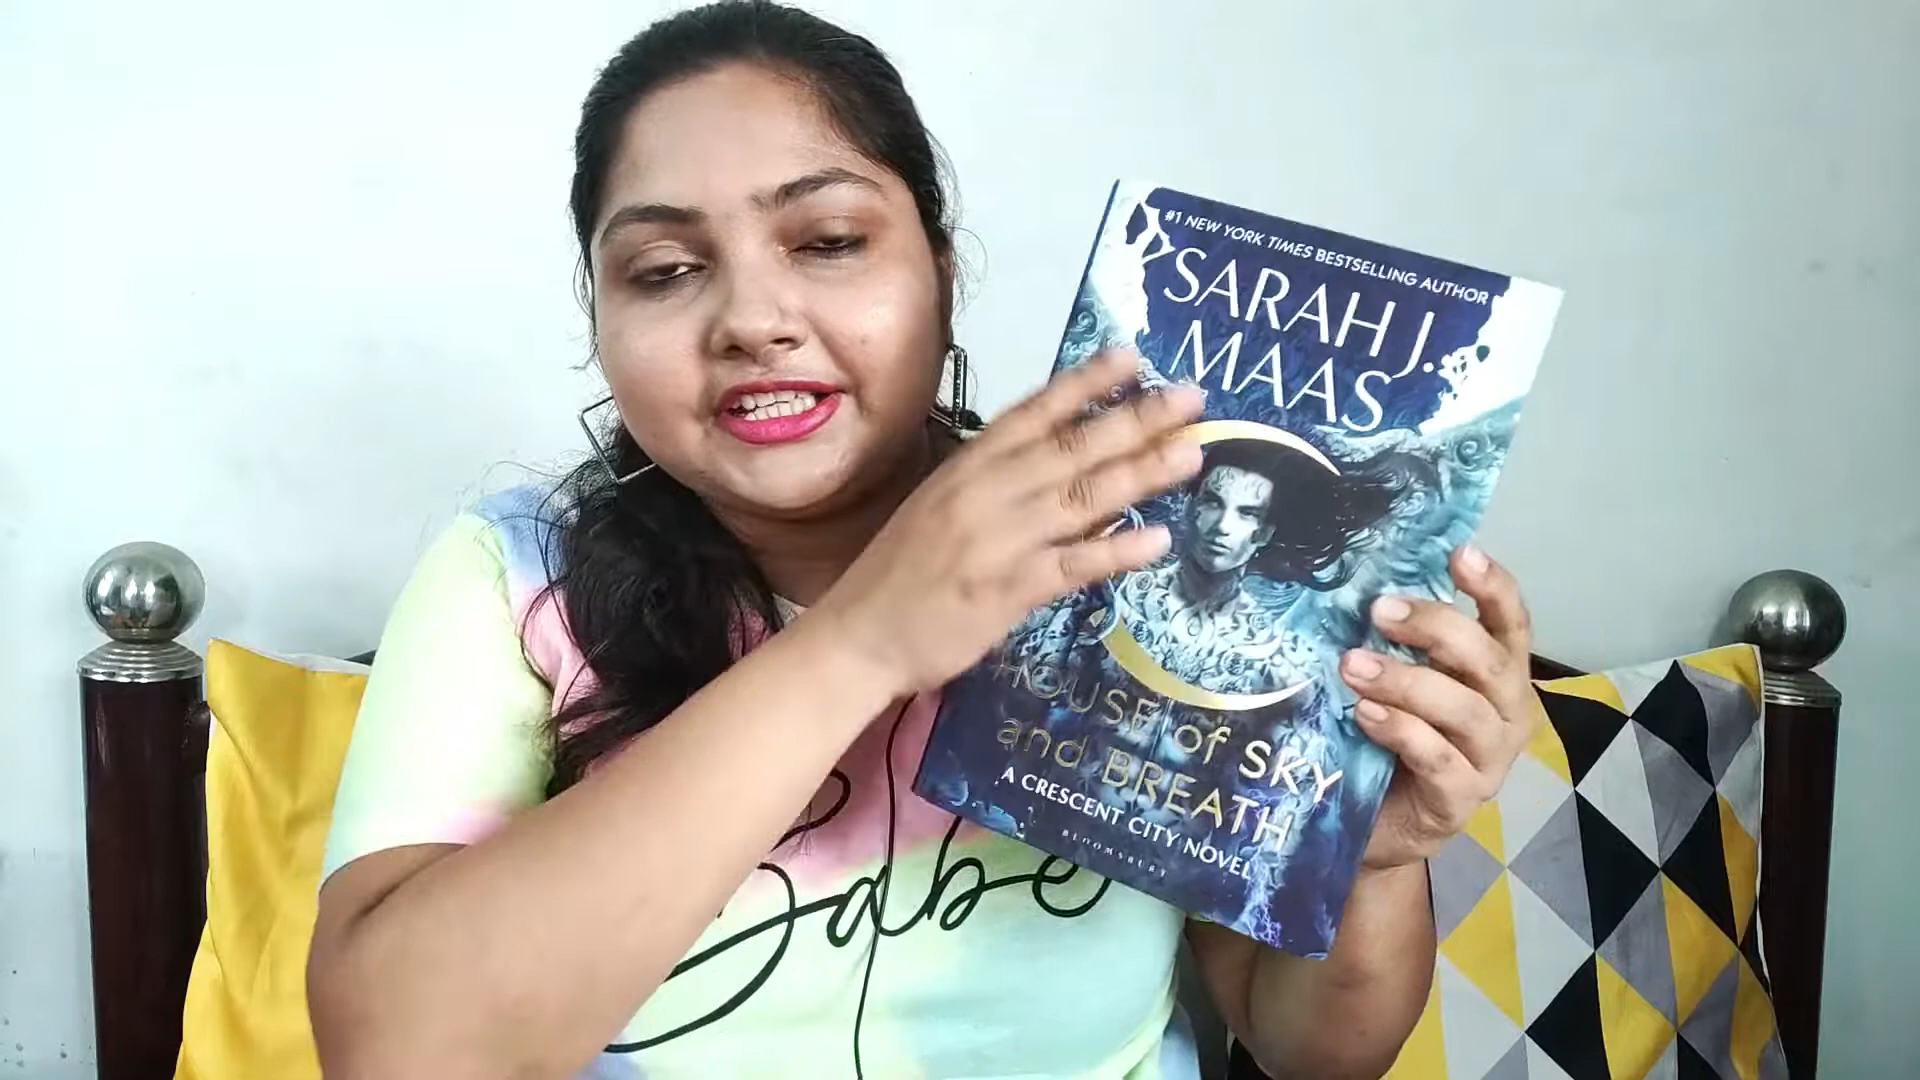 #1 NEW YORK TIMES BESTSELLING AUTHOR
SARAH J.
MAAS
HOUSE of SKY
and BREATH
A CRESCENT CITY NOVEL
BLOOMSBURY
Babe